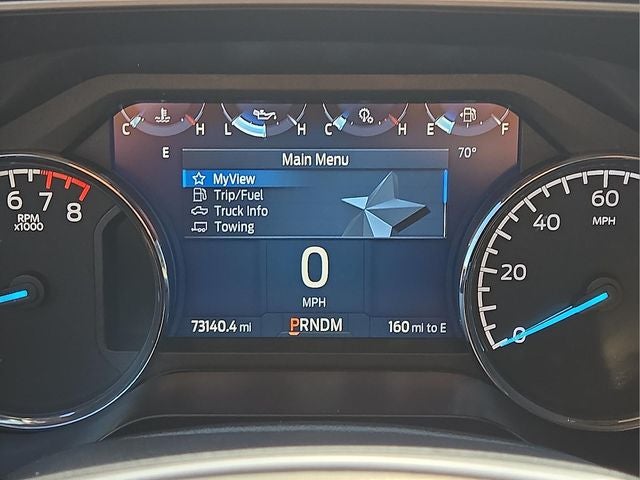 C H L H C H E F
E 70°
Main Menu
MyView
Trip/Fuel
Truck Info
Towing
6 7 8
RPM
x1000
0
MPH
73140.4 mi PRNDM 160 mi to E
0 20 40 60
MPH